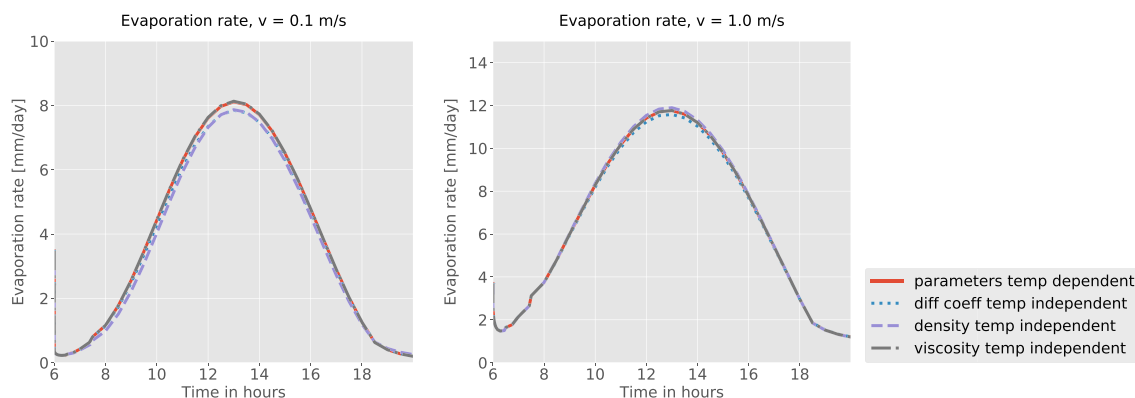 Evaporation rate, v = 0.1 m/s
Evaporation rate [mm/day]
10
8
6
4
2
0
6 8 10 12 14 16 18
Time in hours
Evaporation rate, v = 1.0 m/s
Evaporation rate [mm/day]
14
12
10
8
6
4
2
0
6 8 10 12 14 16 18
Time in hours
parameters temp dependent
diff coeff temp independent
density temp independent
viscosity temp independent